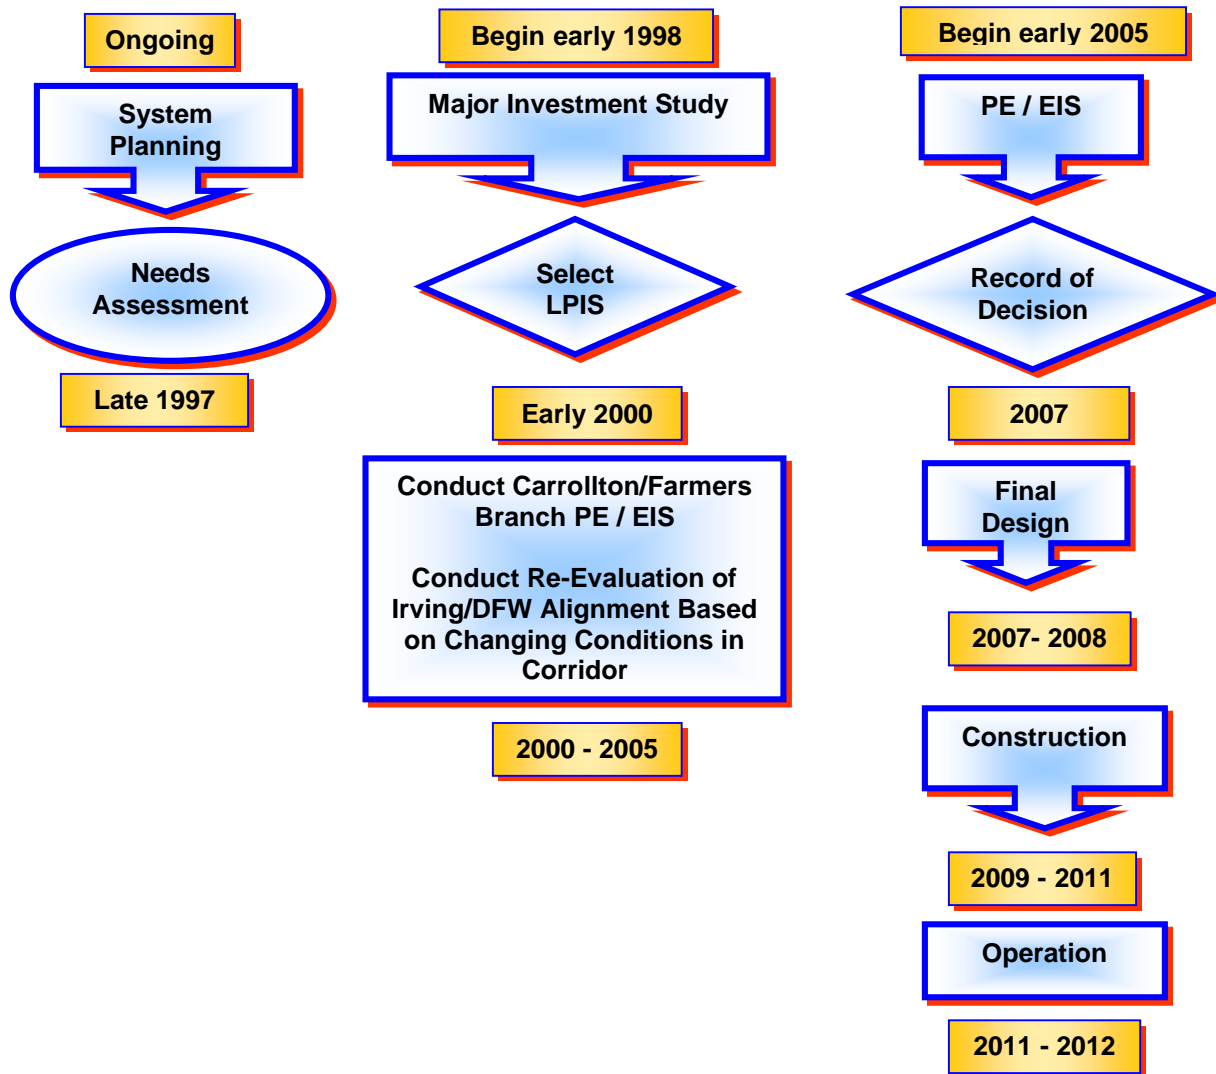 Ongoing
System
Planning
Needs
Assessment
Late 1997
Begin early 1998
Major Investment Study
Select
LPIS
Early 2000
Conduct Carrollton/Farmers
Branch PE / EIS
Conduct Re-Evaluation of
Irving/DFW Alignment Based
on Changing Conditions in
Corridor
2000 - 2005
Begin early 2005
PE / EIS
Record of
Decision
2007
Final
Design
2007- 2008
Construction
2009 - 2011
Operation
2011 - 2012